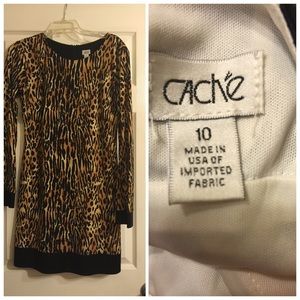 CACHé
10
MADE IN
USA OF
IMPORTED
FABRIC